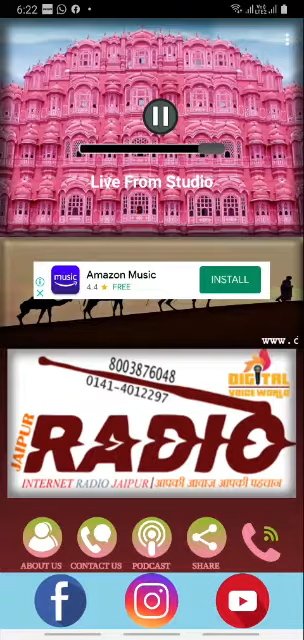 6:22
Live From Studio
music
Amazon Music
4.4 ★ FREE
INSTALL
www.
8003876048
0141-4012297
DIGITAL
VOICE WORLD
JAIPUR
RADIO
INTERNET RADIO JAIPUR|आपकी आवाज़ आपकी पहचान
ABOUT US
CONTACT US
PODCAST
SHARE